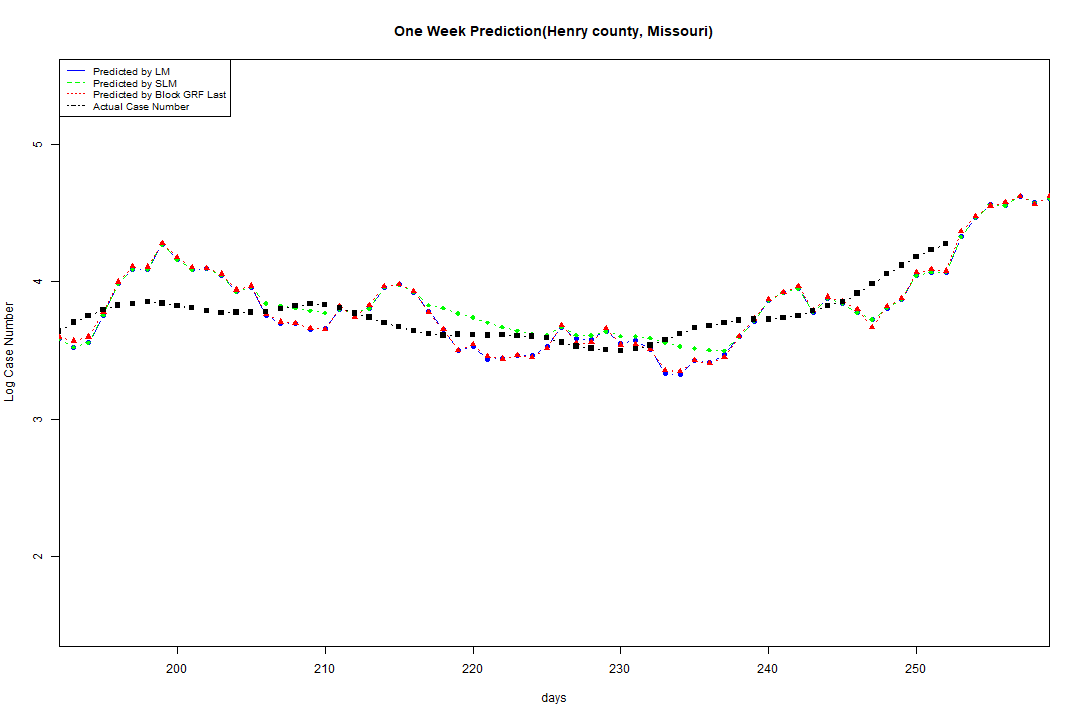 One Week Prediction(Henry county, Missouri)
Predicted by LM
Predicted by SLM
Predicted by Block GRF Last
Actual Case Number
5
4
3
2
Log Case Number
200 210 220 230 240 250
days